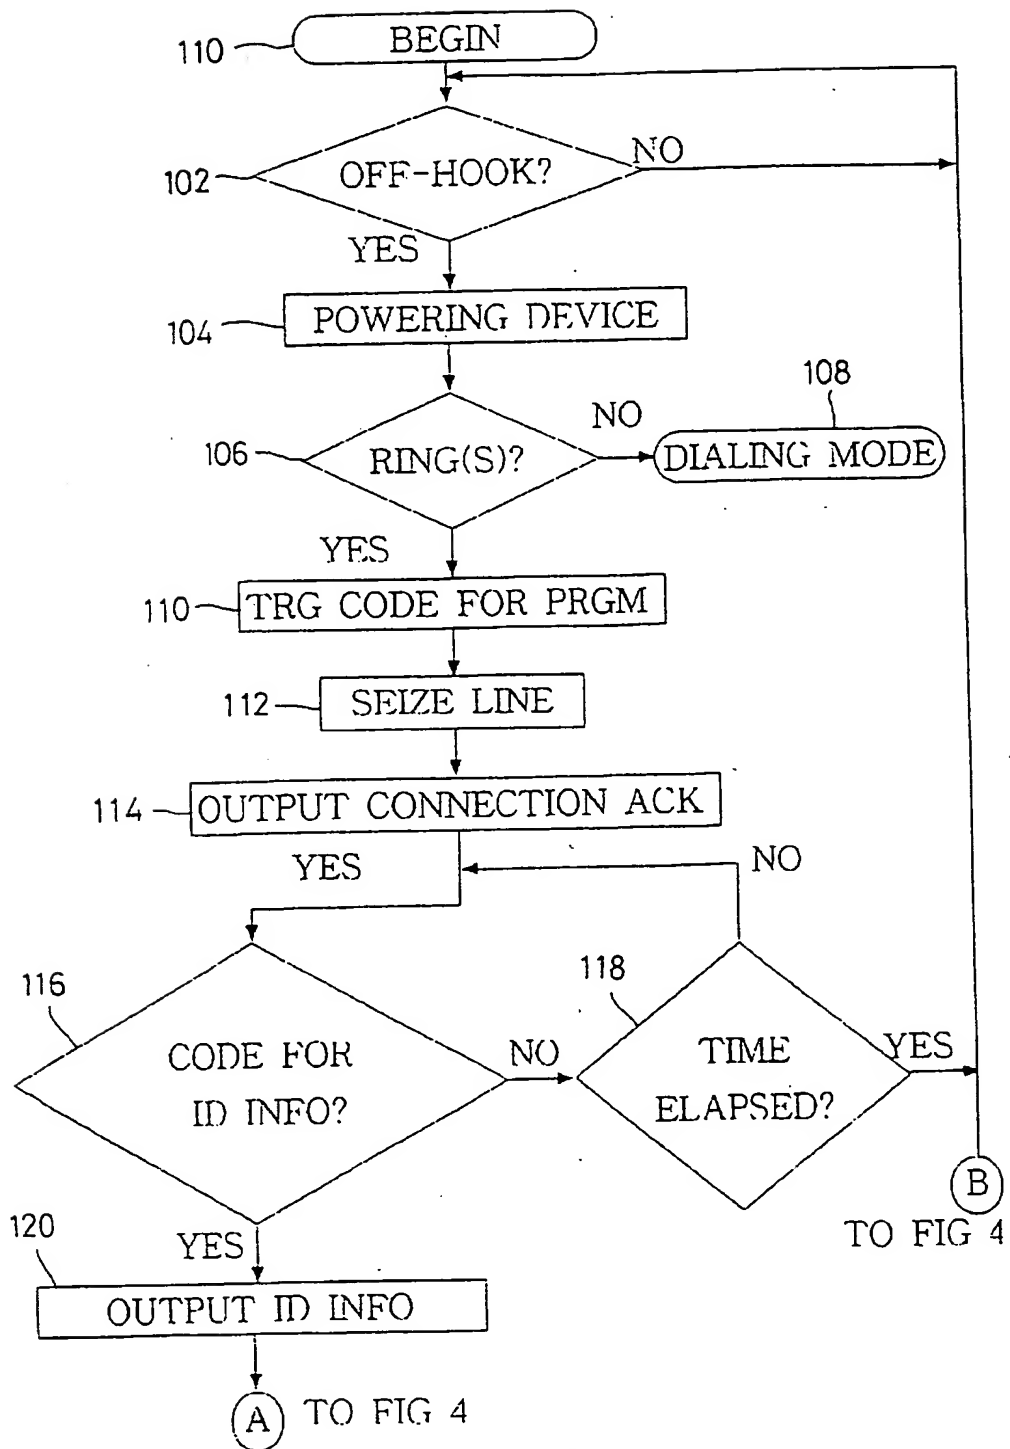 110
BEGIN
102
OFF-HOOK?
NO
YES
104
POWERING DEVICE
108
106
RING(S)?
NO
DIALING MODE
YES
110
TRG CODE FOR PRGM
112
SEIZE LINE
114
OUTPUT CONNECTION ACK
YES
NO
116
CODE FOR
ID INFO?
NO
118
TIME
ELAPSED?
YES
B
TO FIG 4
120
YES
OUTPUT ID INFO
A
TO FIG 4